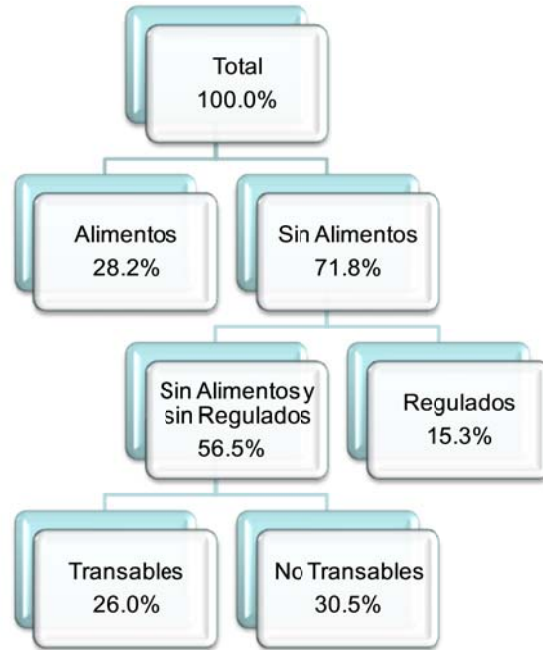 Total
100.0%
Alimentos
28.2%
Sin Alimentos
71.8%
Sin Alimentos y
sin Regulados
56.5%
Regulados
15.3%
Transables
26.0%
No Transables
30.5%